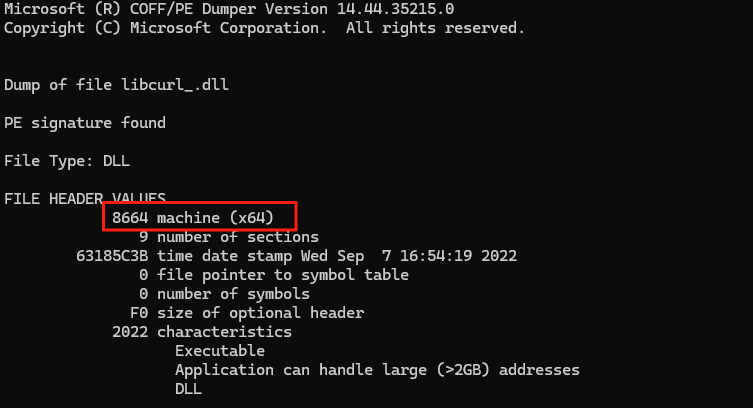 Microsoft (R) COFF/PE Dumper Version 14.44.35215.0
Copyright (C) Microsoft Corporation.  All rights reserved.
Dump of file libcurl_.dll
PE signature found
File Type: DLL
FILE HEADER VALUES
8664 machine (x64)
9 number of sections
63185C3B time date stamp Wed Sep  7 16:54:19 2022
0 file pointer to symbol table
0 number of symbols
F0 size of optional header
2022 characteristics
Executable
Application can handle large (>2GB) addresses
DLL